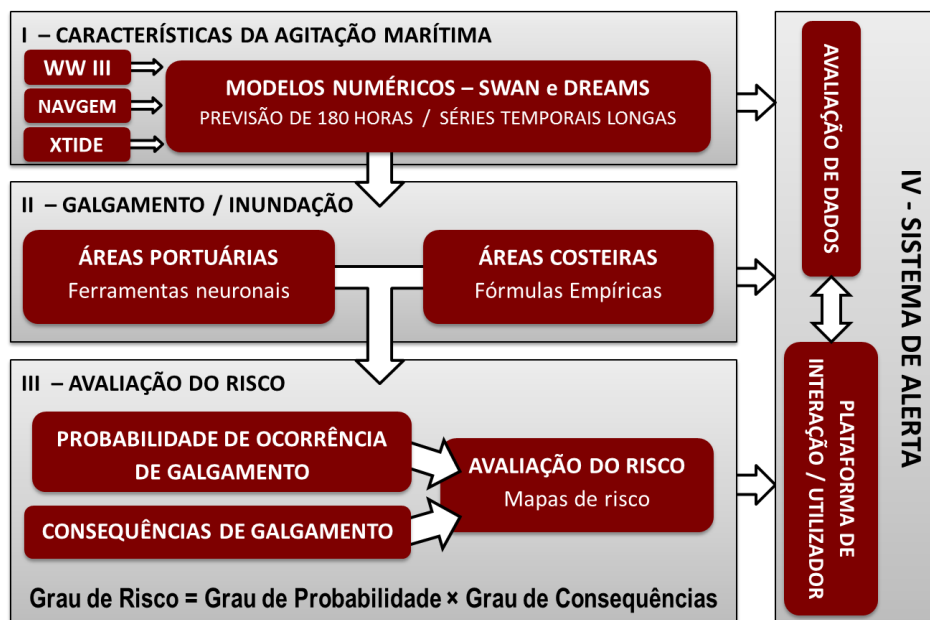 I – CARACTERÍSTICAS DA AGITAÇÃO MARÍTIMA
WW III
NAVGEM
XTIDE
MODELOS NUMÉRICOS – SWAN e DREAMS
PREVISÃO DE 180 HORAS / SÉRIES TEMPORAIS LONGAS
II – GALGAMENTO / INUNDAÇÃO
ÁREAS PORTUÁRIAS
Ferramentas neuronais
ÁREAS COSTEIRAS
Fórmulas Empíricas
III – AVALIAÇÃO DO RISCO
PROBABILIDADE DE OCORRÊNCIA
DE GALGAMENTO
CONSEQUÊNCIAS DE GALGAMENTO
AVALIAÇÃO DO RISCO
Mapas de risco
Grau de Risco = Grau de Probabilidade × Grau de Consequências
IV - SISTEMA DE ALERTA
AVALIAÇÃO DE DADOS
PLATAFORMA DE
INTERAÇÃO / UTILIZADOR